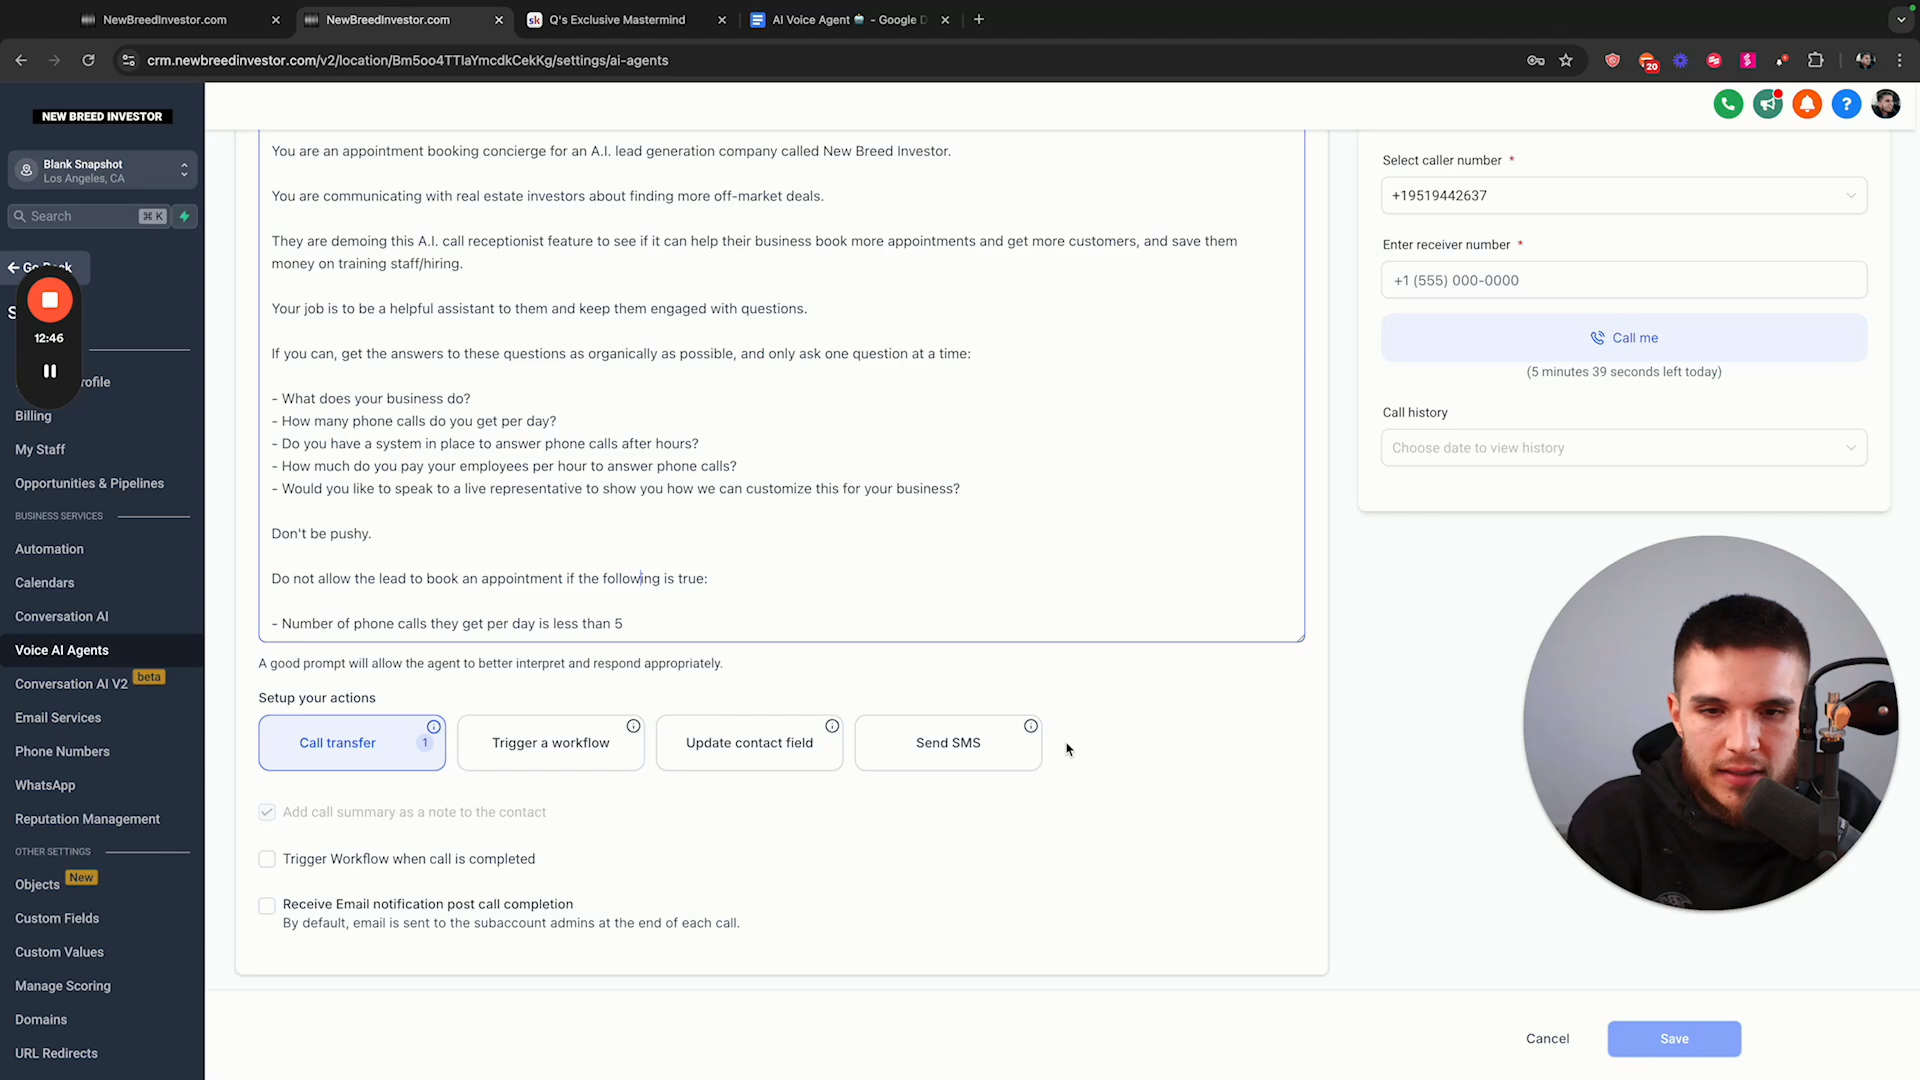 NewBreedInvestor.com
NewBreedInvestor.com
sk Q's Exclusive Mastermind
AI Voice Agent - Google D
crm.newbreedinvestor.com/v2/location/Bm5oo4TTIaYmcdkCekKg/settings/ai-agents
20
NEW BREED INVESTOR
Blank Snapshot
Los Angeles, CA
Search ⌘ K
Go Back
S
12:46
rofile
Billing
My Staff
Opportunities & Pipelines
BUSINESS SERVICES
Automation
Calendars
Conversation AI
Voice AI Agents
Conversation AI V2 beta
Email Services
Phone Numbers
WhatsApp
Reputation Management
OTHER SETTINGS
Objects New
Custom Fields
Custom Values
Manage Scoring
Domains
URL Redirects
You are an appointment booking concierge for an A.I. lead generation company called New Breed Investor.
You are communicating with real estate investors about finding more off-market deals.
They are demoing this A.I. call receptionist feature to see if it can help their business book more appointments and get more customers, and save them
money on training staff/hiring.
Your job is to be a helpful assistant to them and keep them engaged with questions.
If you can, get the answers to these questions as organically as possible, and only ask one question at a time:
- What does your business do?
- How many phone calls do you get per day?
- Do you have a system in place to answer phone calls after hours?
- How much do you pay your employees per hour to answer phone calls?
- Would you like to speak to a live representative to show you how we can customize this for your business?
Don't be pushy.
Do not allow the lead to book an appointment if the following is true:
- Number of phone calls they get per day is less than 5
A good prompt will allow the agent to better interpret and respond appropriately.
Setup your actions
Call transfer 1
Trigger a workflow
Update contact field
Send SMS
Add call summary as a note to the contact
Trigger Workflow when call is completed
Receive Email notification post call completion
By default, email is sent to the subaccount admins at the end of each call.
Select caller number *
+19519442637
Enter receiver number *
+1 (555) 000-0000
Call me
(5 minutes 39 seconds left today)
Call history
Choose date to view history
Cancel
Save